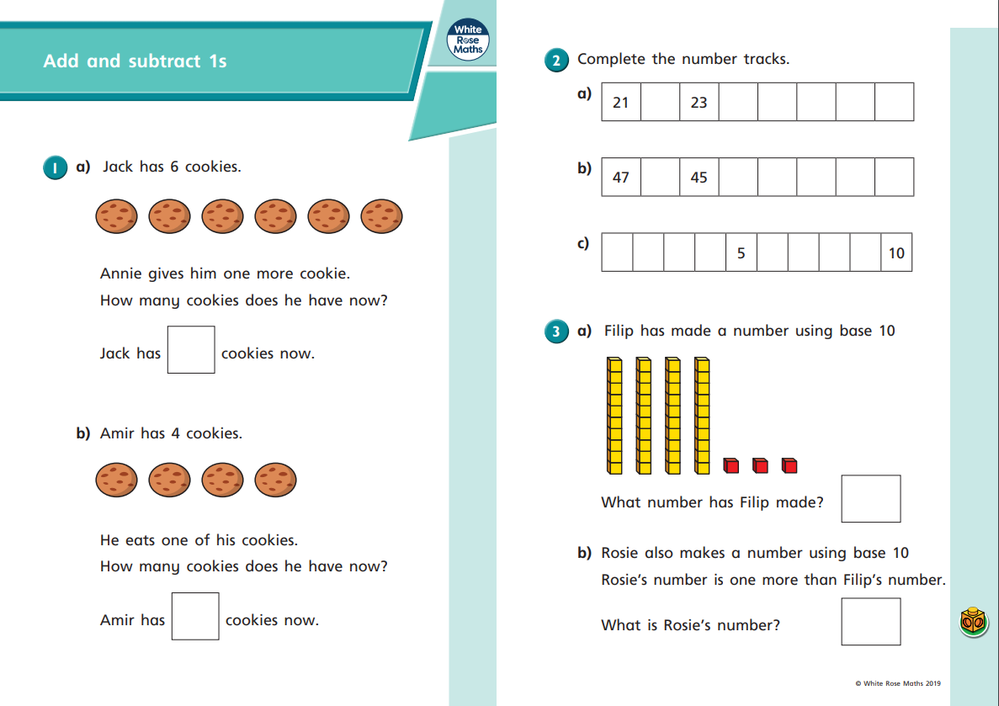 Add and subtract 1s
White
Rose
Maths
1 a) Jack has 6 cookies.
Annie gives him one more cookie.
How many cookies does he have now?
Jack has cookies now.
b) Amir has 4 cookies.
He eats one of his cookies.
How many cookies does he have now?
Amir has cookies now.
2 Complete the number tracks.
a) 21 23
b) 47 45
c) 5 10
3 a) Filip has made a number using base 10
What number has Filip made?
b) Rosie also makes a number using base 10
Rosie's number is one more than Filip's number.
What is Rosie's number?
© White Rose Maths 2019